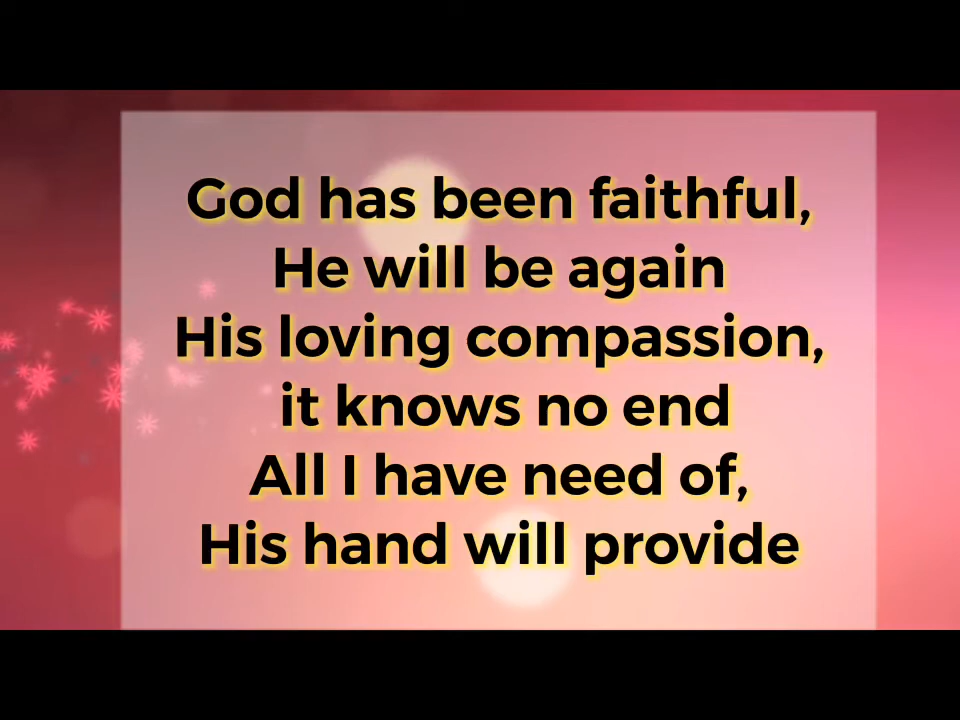 God has been faithful,
He will be again
His loving compassion,
it knows no end
All I have need of,
His hand will provide